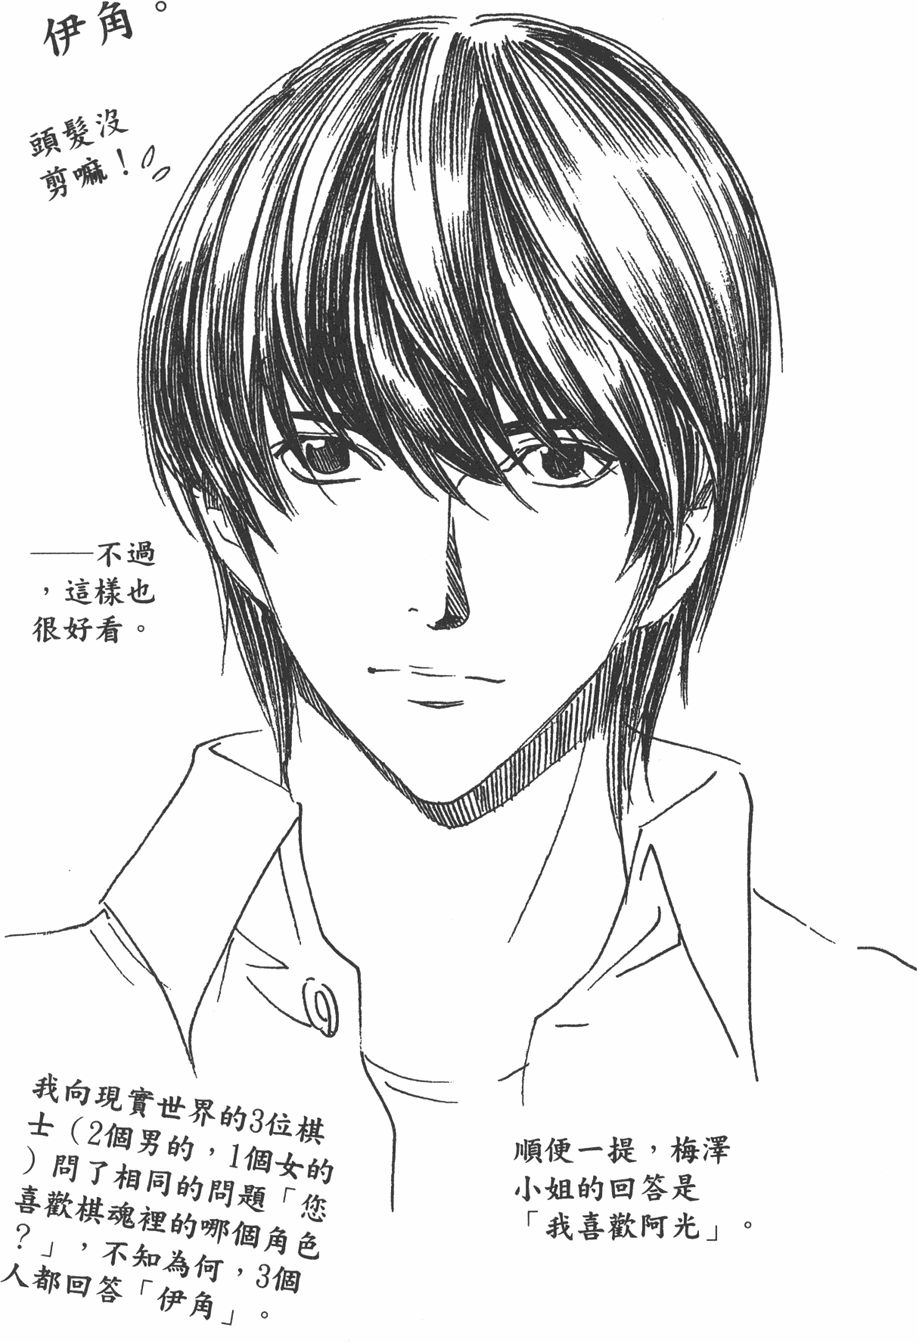 伊角。
頭髮沒
剪嘛！
——不過
，這樣也
很好看。
我向現實世界的3位棋
士（2個男的，1個女的
）問了相同的問題「您
喜歡棋魂裡的哪個角色
？」，不知為何，3個
人都回答「伊角」。
順便一提，梅澤
小姐的回答是
「我喜歡阿光」。